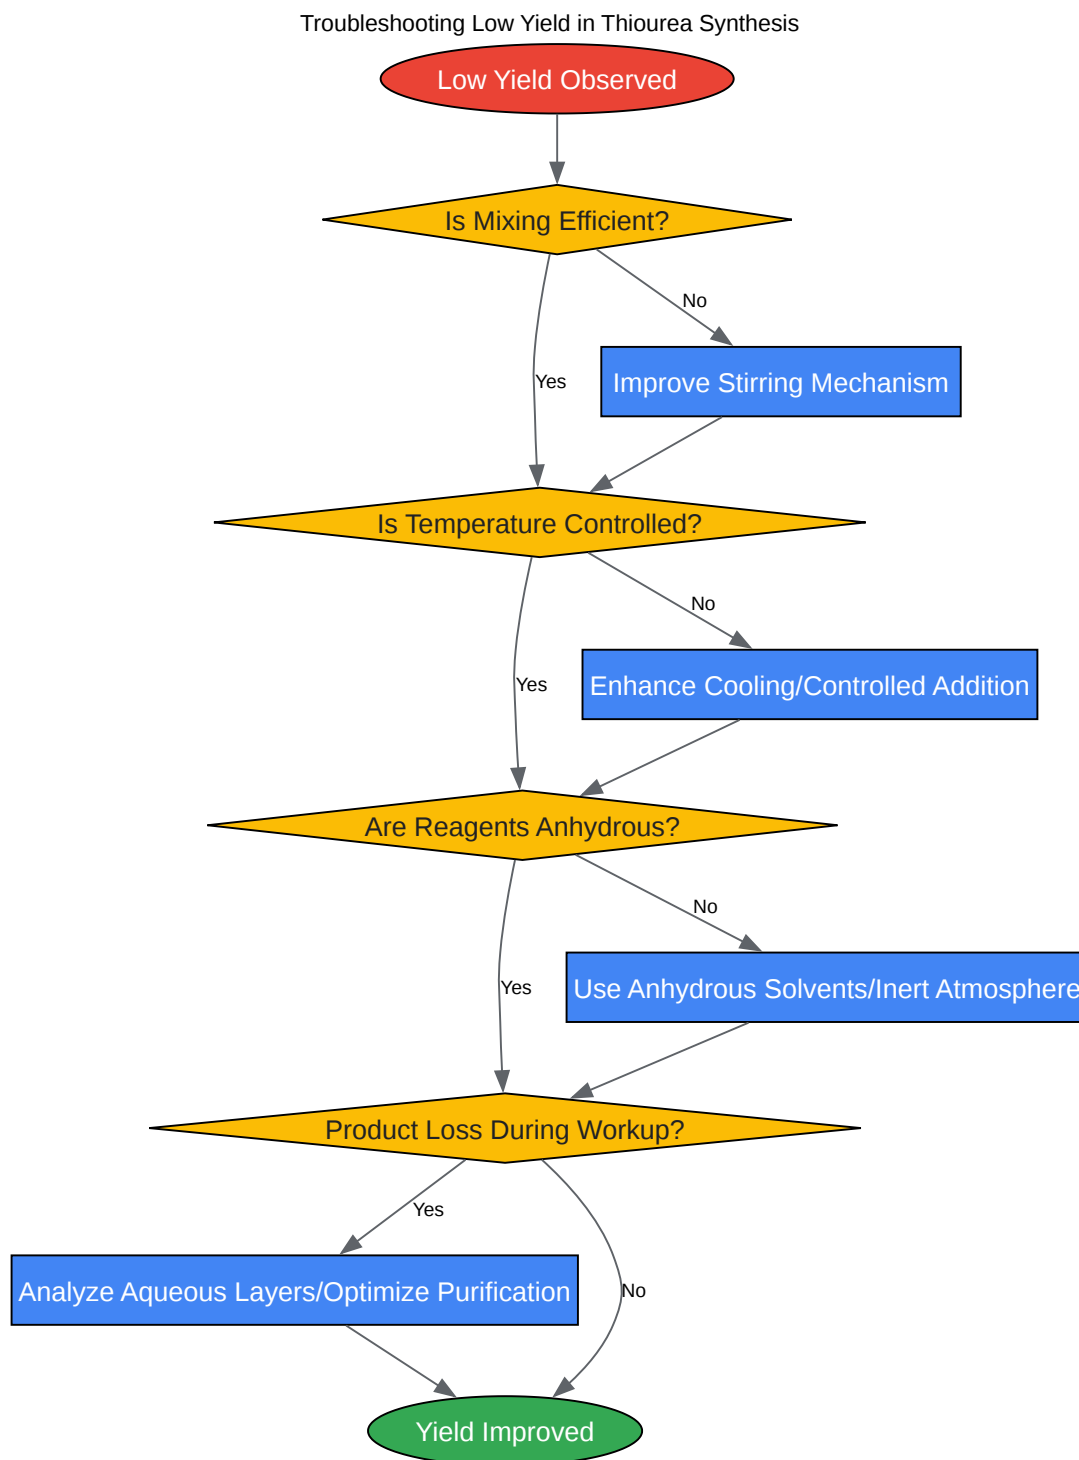 Troubleshooting Low Yield in Thiourea Synthesis
Low Yield Observed
Is Mixing Efficient?
No
Yes
Improve Stirring Mechanism
Is Temperature Controlled?
No
Yes
Enhance Cooling/Controlled Addition
Are Reagents Anhydrous?
No
Yes
Use Anhydrous Solvents/Inert Atmosphere
Product Loss During Workup?
Yes
Analyze Aqueous Layers/Optimize Purification
No
Yield Improved